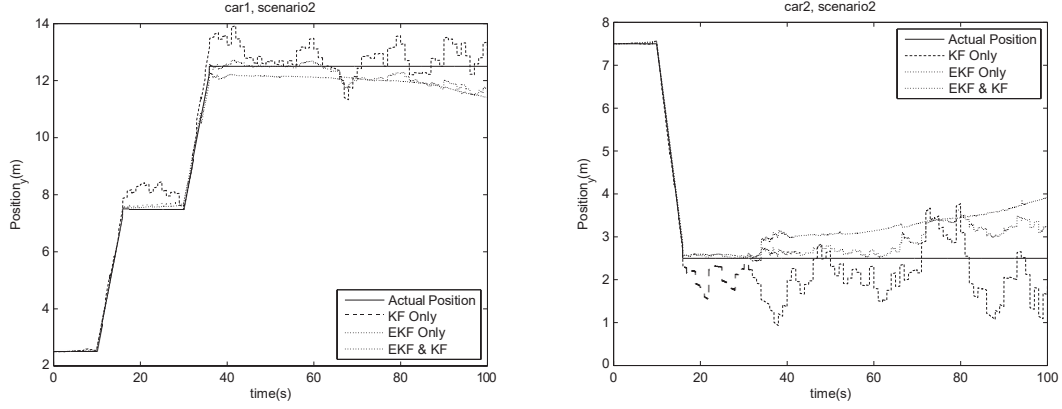 car1, scenario2
14
12
10
8
6
4
2
Position_y(m)
0 20 40 60 80 100
time(s)
Actual Position
KF Only
EKF Only
EKF & KF
car2, scenario2
8
7
6
5
4
3
2
1
0
Position_y(m)
0 20 40 60 80 100
time(s)
Actual Position
KF Only
EKF Only
EKF & KF